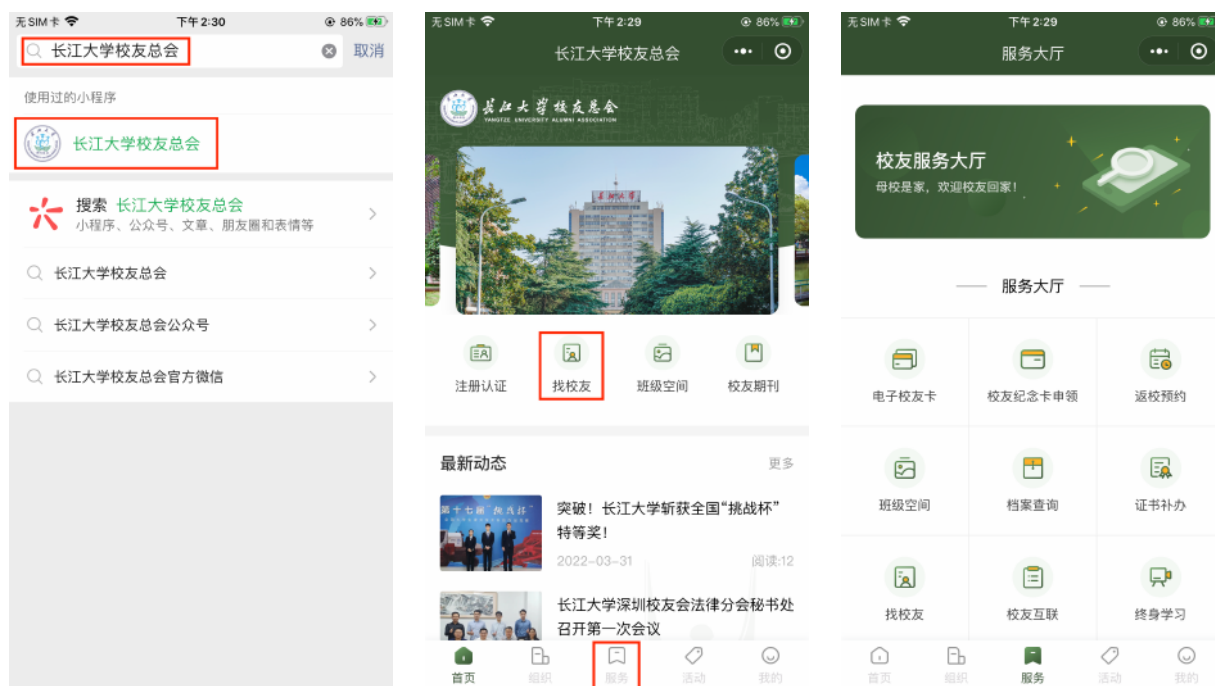 无SIM卡
下午2:30
86%
长江大学校友总会
取消
使用过的小程序
长江大学校友总会
搜索 长江大学校友总会
小程序、公众号、文章、朋友圈和表情等
长江大学校友总会
长江大学校友总会公众号
长江大学校友总会官方微信
无SIM卡
下午2:29
86%
长江大学校友总会
长江大学校友总会
YANGTZE UNIVERSITY ALUMNI ASSOCIATION
长江大学
注册认证
找校友
班级空间
校友期刊
最新动态
更多
第十七届“挑战杯”
突破！长江大学斩获全国“挑战杯”
特等奖！
2022-03-31
阅读:12
长江大学深圳校友会法律分会秘书处
召开第一次会议
首页
组织
服务
活动
我的
无SIM卡
下午2:29
86%
服务大厅
校友服务大厅
母校是家，欢迎校友回家！
服务大厅
电子校友卡
校友纪念卡申领
返校预约
班级空间
档案查询
证书补办
找校友
校友互联
终身学习
首页
组织
服务
活动
我的